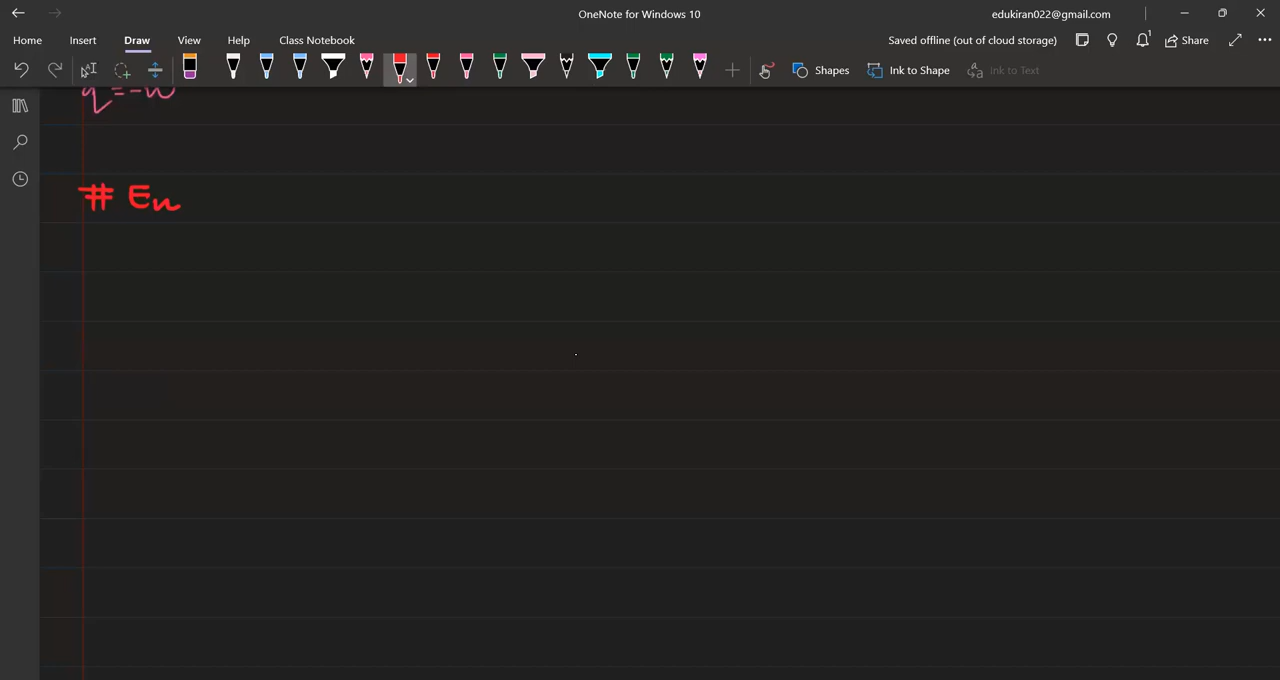 OneNote for Windows 10
edukiran022@gmail.com
Home Insert Draw View Help Class Notebook
Saved offline (out of cloud storage) 1 Share
Shapes Ink to Shape Ink to Text
q = -w
# En